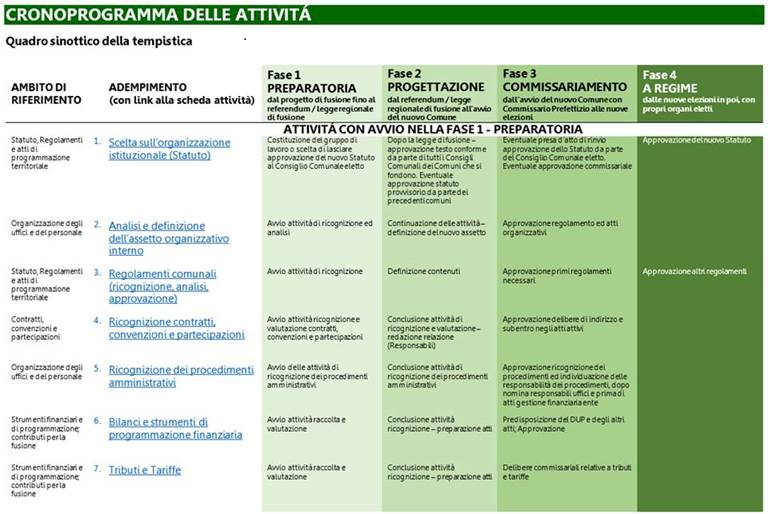 CRONOPROGRAMMA DELLE ATTIVITÁ
Quadro sinottico della tempistica
AMBITO DI
RIFERIMENTO
ADEMPIMENTO
(con link alla scheda attività)
Fase 1
PREPARATORIA
dal progetto di fusione fino al
referendum / legge regionale
di fusione
Fase 2
PROGETTAZIONE
dal referendum / legge
regionale di fusione all'avvio
del nuovo Comune
Fase 3
COMMISSARIAMENTO
dall'avvio del nuovo Comune con
Commissario Prefettizio alle nuove
elezioni
Fase 4
A REGIME
dalle nuove elezioni in poi, con
propri organi eletti
ATTIVITÁ CON AVVIO NELLA FASE 1 - PREPARATORIA
Statuto, Regolamenti
e atti di
programmazione
territoriale
1. Scelta sull'organizzazione
istituzionale (Statuto)
Costituzione del gruppo di
lavoro o scelta di lasciare
approvazione del nuovo Statuto
al Consiglio Comunale eletto
Dopo la legge di fusione –
approvazione testo conforme
da parte di tutti i Consigli
Comunali dei Comuni che si
fondono. Eventuale
approvazione statuto
provvisorio da parte dei
precedenti comuni
Eventuale presa d'atto di rinvio
approvazione dello Statuto da parte
del Consiglio Comunale eletto.
Eventuale approvazione commissariale
Approvazione del nuovo Statuto
Organizzazione degli
uffici e del personale
2. Analisi e definizione
dell'assetto organizzativo
interno
Avvio attività di ricognizione ed
analisi
Continuazione delle attività –
definizione del nuovo assetto
Approvazione regolamento ed atti
organizzativi
Statuto, Regolamenti
e atti di
programmazione
territoriale
3. Regolamenti comunali
(ricognizione, analisi,
approvazione)
Avvio attività di ricognizione
Definizione contenuti
Approvazione primi regolamenti
necessari
Approvazione altri regolamenti
Contratti,
convenzioni e
partecipazioni
4. Ricognizione contratti,
convenzioni e partecipazioni
Avvio attività ricognizione e
valutazione contratti,
convenzioni e partecipazioni
Conclusione attività di
ricognizione e valutazione –
redazione relazione
(Responsabili)
Approvazione delibere di indirizzo e
subentro negli atti attivi
Organizzazione degli
uffici e del personale
5. Ricognizione dei procedimenti
amministrativi
Avvio delle attività di
ricognizione dei procedimenti
amministrativi
Conclusione attività di
ricognizione dei procedimenti
amministrativi
Approvazione ricognizione dei
procedimenti ed individuazione delle
responsabilità dei procedimenti, dopo
nomina responsabili uffici e prima di
atti gestione finanziaria ente
Strumenti finanziari e
di programmazione;
contributi per la
fusione
6. Bilanci e strumenti di
programmazione finanziaria
Avvio attività raccolta e
valutazione
Conclusione attività
ricognizione – preparazione atti
Predisposizione del DUP e degli altri
atti; Approvazione
Strumenti finanziari e
di programmazione;
contributi per la
fusione
7. Tributi e Tariffe
Avvio attività raccolta e
valutazione
Conclusione attività
ricognizione – preparazione atti
Delibere commissariali relative a tributi
e tariffe